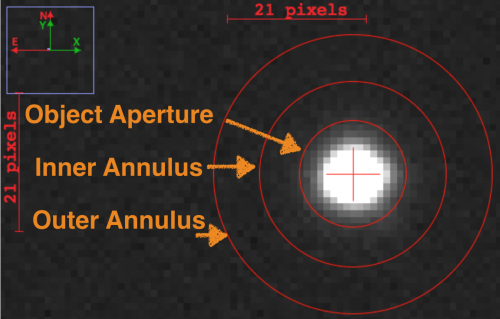 21 pixels
N
Y
E
X
Object Aperture
21 pixels
Inner Annulus
Outer Annulus